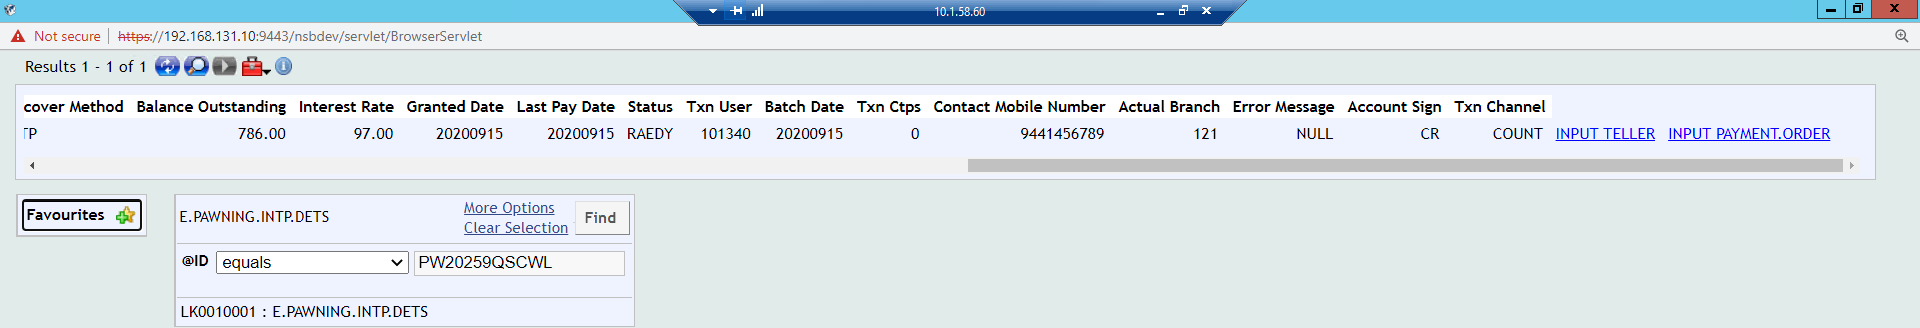 10.1.58.60
Not secure | https://192.168.131.10:9443/nsbdev/servlet/BrowserServlet
Results 1 - 1 of 1
cover Method Balance Outstanding Interest Rate Granted Date Last Pay Date Status Txn User Batch Date Txn Ctps Contact Mobile Number Actual Branch Error Message Account Sign Txn Channel
TP 786.00 97.00 20200915 20200915 RAEDY 101340 20200915 0 9441456789 121 NULL CR COUNT INPUT TELLER INPUT PAYMENT.ORDER
Favourites
E.PAWNING.INTP.DETS
More Options
Clear Selection
Find
@ID equals PW20259QSCWL
LK0010001 : E.PAWNING.INTP.DETS